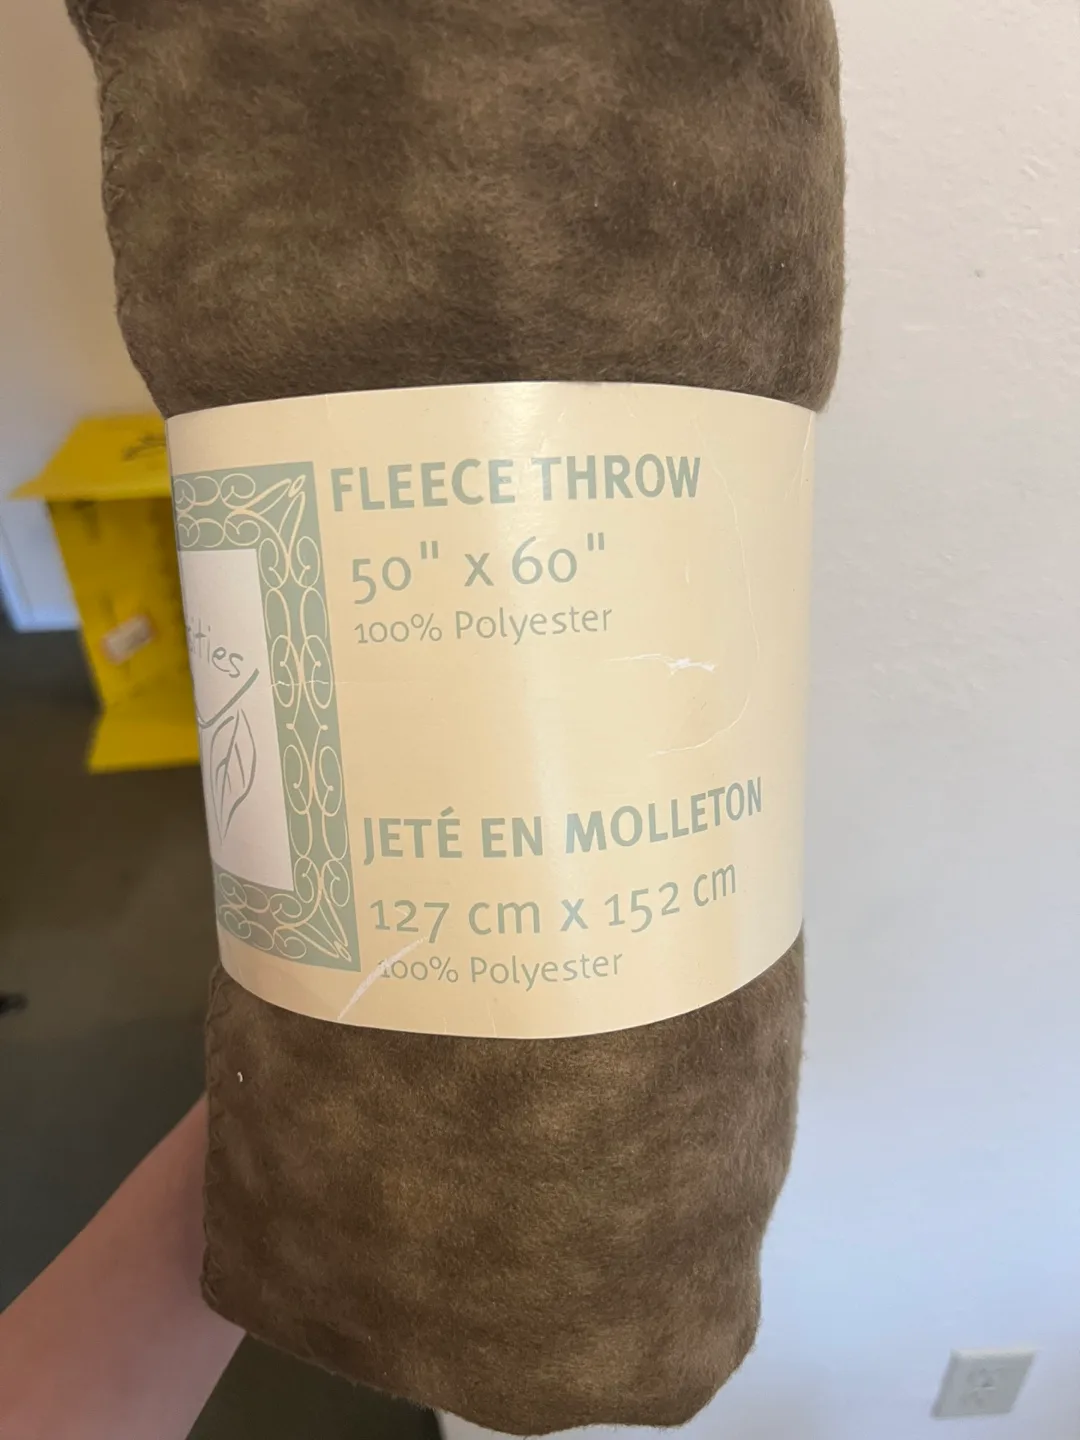 FLEECE THROW
50" x 60"
100% Polyester
JETÉ EN MOLLETON
127 cm x 152 cm
100% Polyester